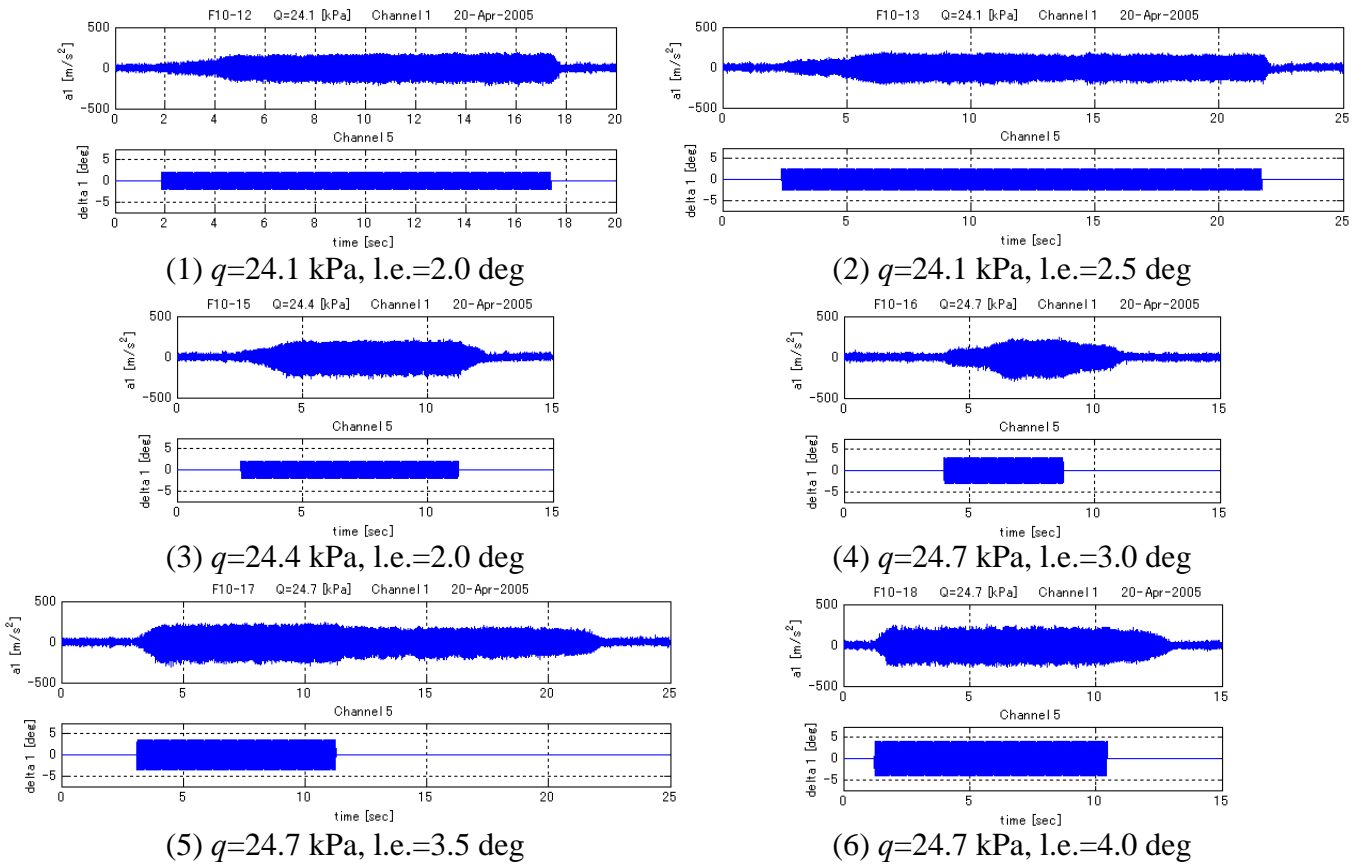 F10-12 Q=24.1 [kPa] Channel 1 20-Apr-2005
500
0
-500
a1 [m/s²]
0 2 4 6 8 10 12 14 16 18 20
Channel 5
5
0
-5
delta 1 [deg]
0 2 4 6 8 10 12 14 16 18 20
time [sec]
(1) q=24.1 kPa, l.e.=2.0 deg
F10-13 Q=24.1 [kPa] Channel 1 20-Apr-2005
500
0
-500
a1 [m/s²]
0 5 10 15 20 25
Channel 5
5
0
-5
delta 1 [deg]
0 5 10 15 20 25
time [sec]
(2) q=24.1 kPa, l.e.=2.5 deg
F10-15 Q=24.4 [kPa] Channel 1 20-Apr-2005
500
0
-500
a1 [m/s²]
0 5 10 15
Channel 5
5
0
-5
delta 1 [deg]
0 5 10 15
time [sec]
(3) q=24.4 kPa, l.e.=2.0 deg
F10-16 Q=24.7 [kPa] Channel 1 20-Apr-2005
500
0
-500
a1 [m/s²]
0 5 10 15
Channel 5
5
0
-5
delta 1 [deg]
0 5 10 15
time [sec]
(4) q=24.7 kPa, l.e.=3.0 deg
F10-17 Q=24.7 [kPa] Channel 1 20-Apr-2005
500
0
-500
a1 [m/s²]
0 5 10 15 20 25
Channel 5
5
0
-5
delta 1 [deg]
0 5 10 15 20 25
time [sec]
(5) q=24.7 kPa, l.e.=3.5 deg
F10-18 Q=24.7 [kPa] Channel 1 20-Apr-2005
500
0
-500
a1 [m/s²]
0 5 10 15
Channel 5
5
0
-5
delta 1 [deg]
0 5 10 15
time [sec]
(6) q=24.7 kPa, l.e.=4.0 deg